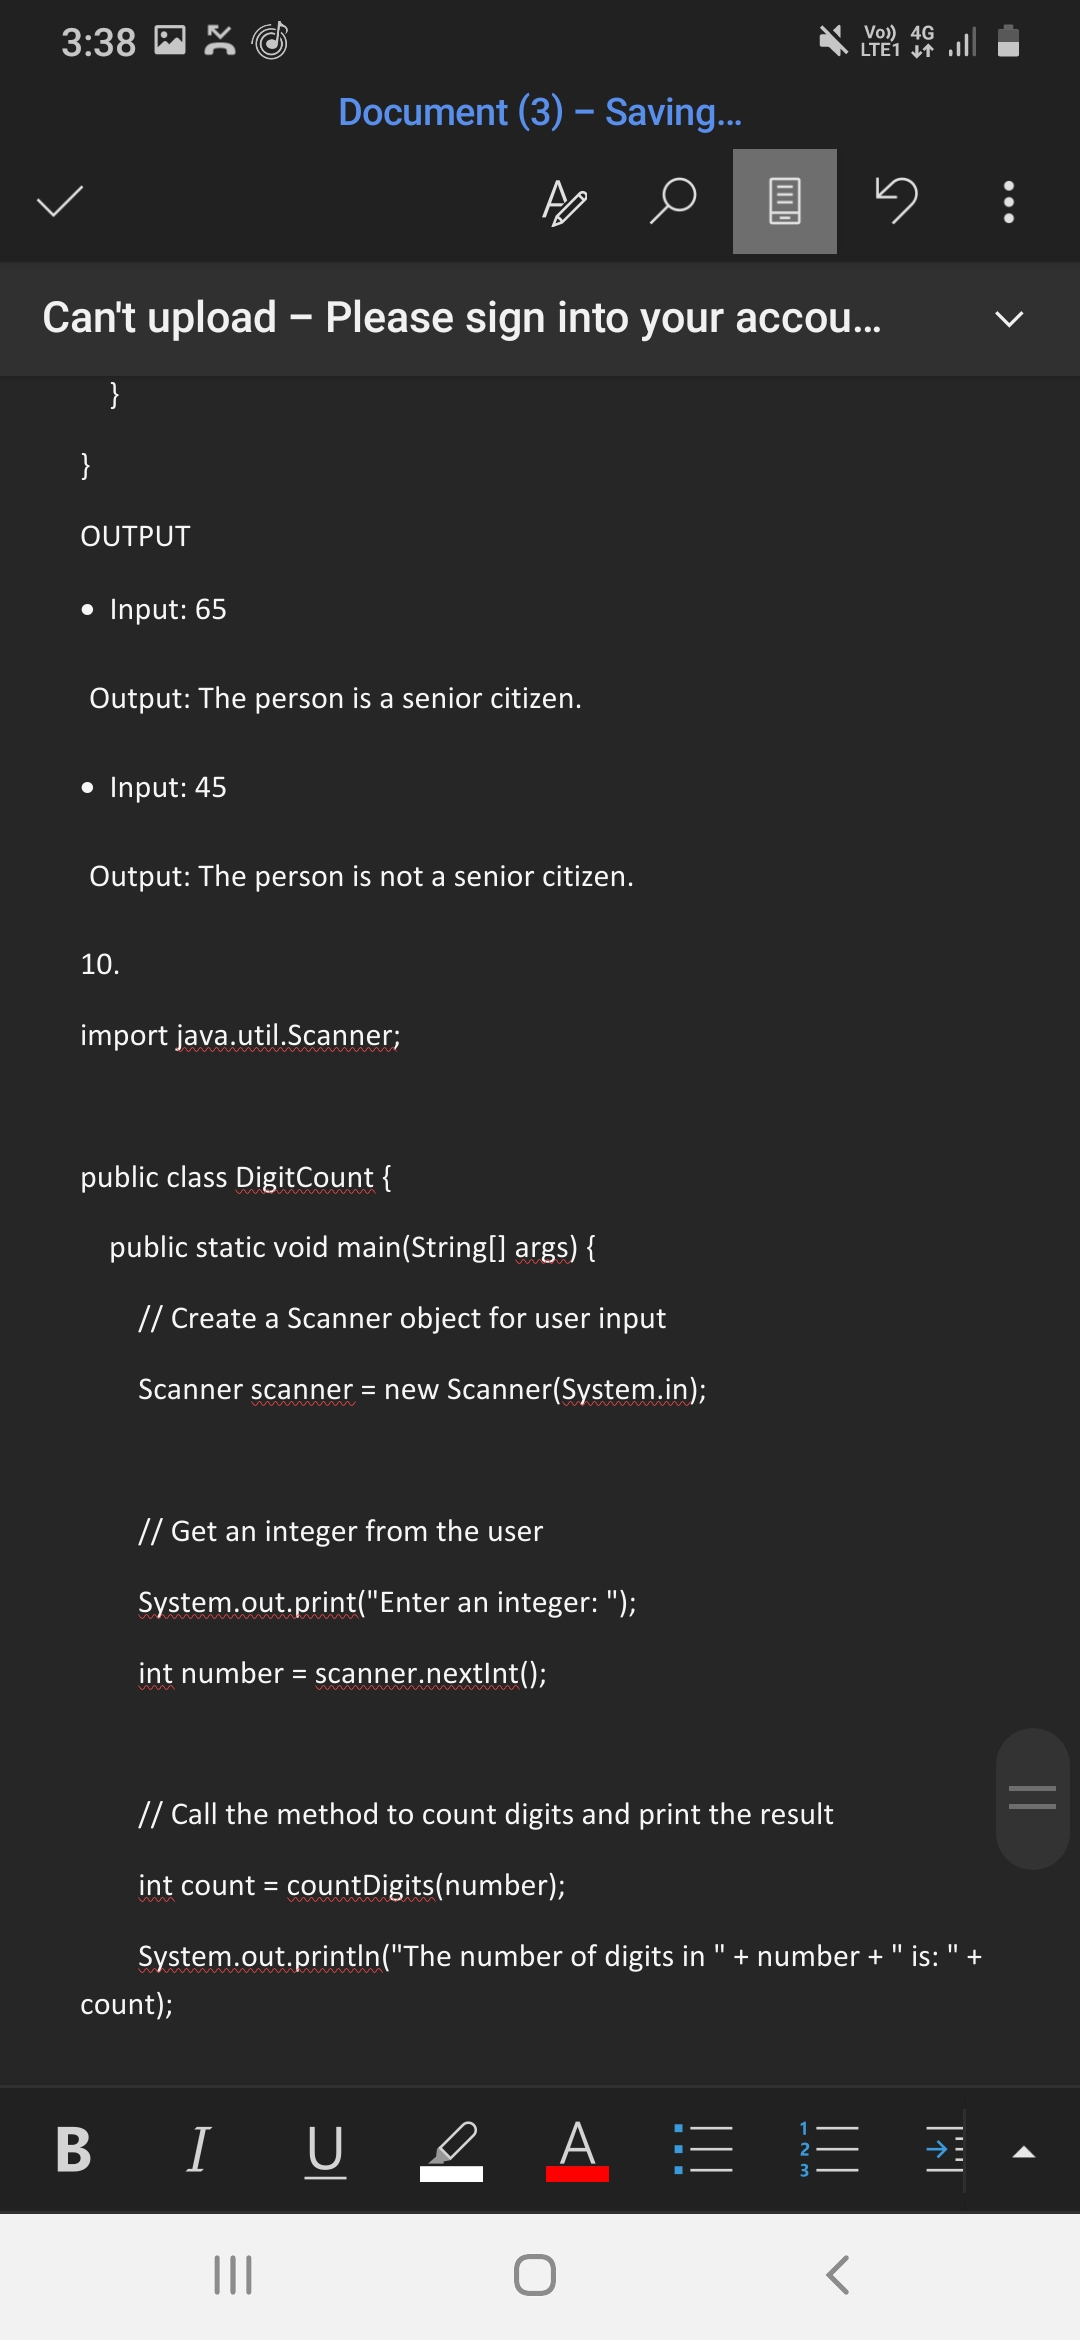 3:38
Vo)) 4G
LTE1
Document (3) – Saving...
Can't upload – Please sign into your accou...
}
}
OUTPUT
• Input: 65
Output: The person is a senior citizen.
• Input: 45
Output: The person is not a senior citizen.
10.
import java.util.Scanner;
public class DigitCount {
public static void main(String[] args) {
// Create a Scanner object for user input
Scanner scanner = new Scanner(System.in);
// Get an integer from the user
System.out.print("Enter an integer: ");
int number = scanner.nextInt();
// Call the method to count digits and print the result
int count = countDigits(number);
System.out.println("The number of digits in " + number + " is: " +
count);
B I U A 1 2 3